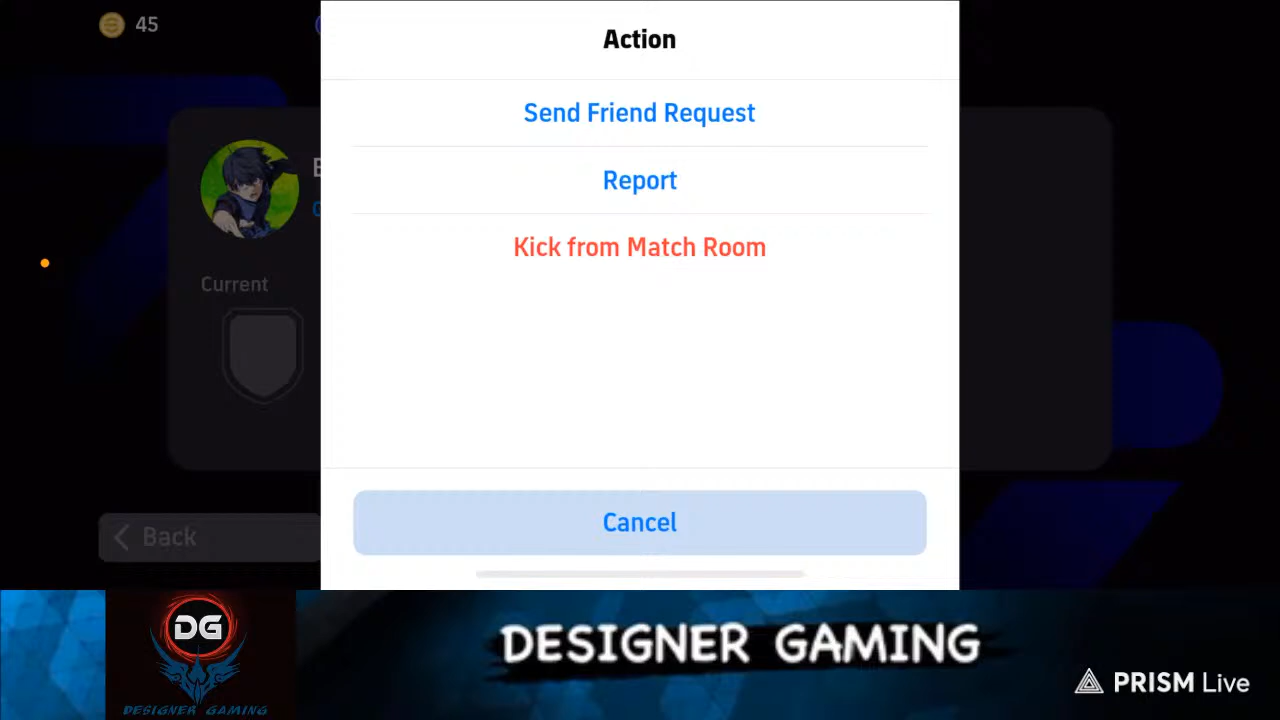 45
Action
Send Friend Request
Report
Kick from Match Room
Current
Cancel
Back
DG
DESIGNER GAMING
DESIGNER GAMING
PRISM Live